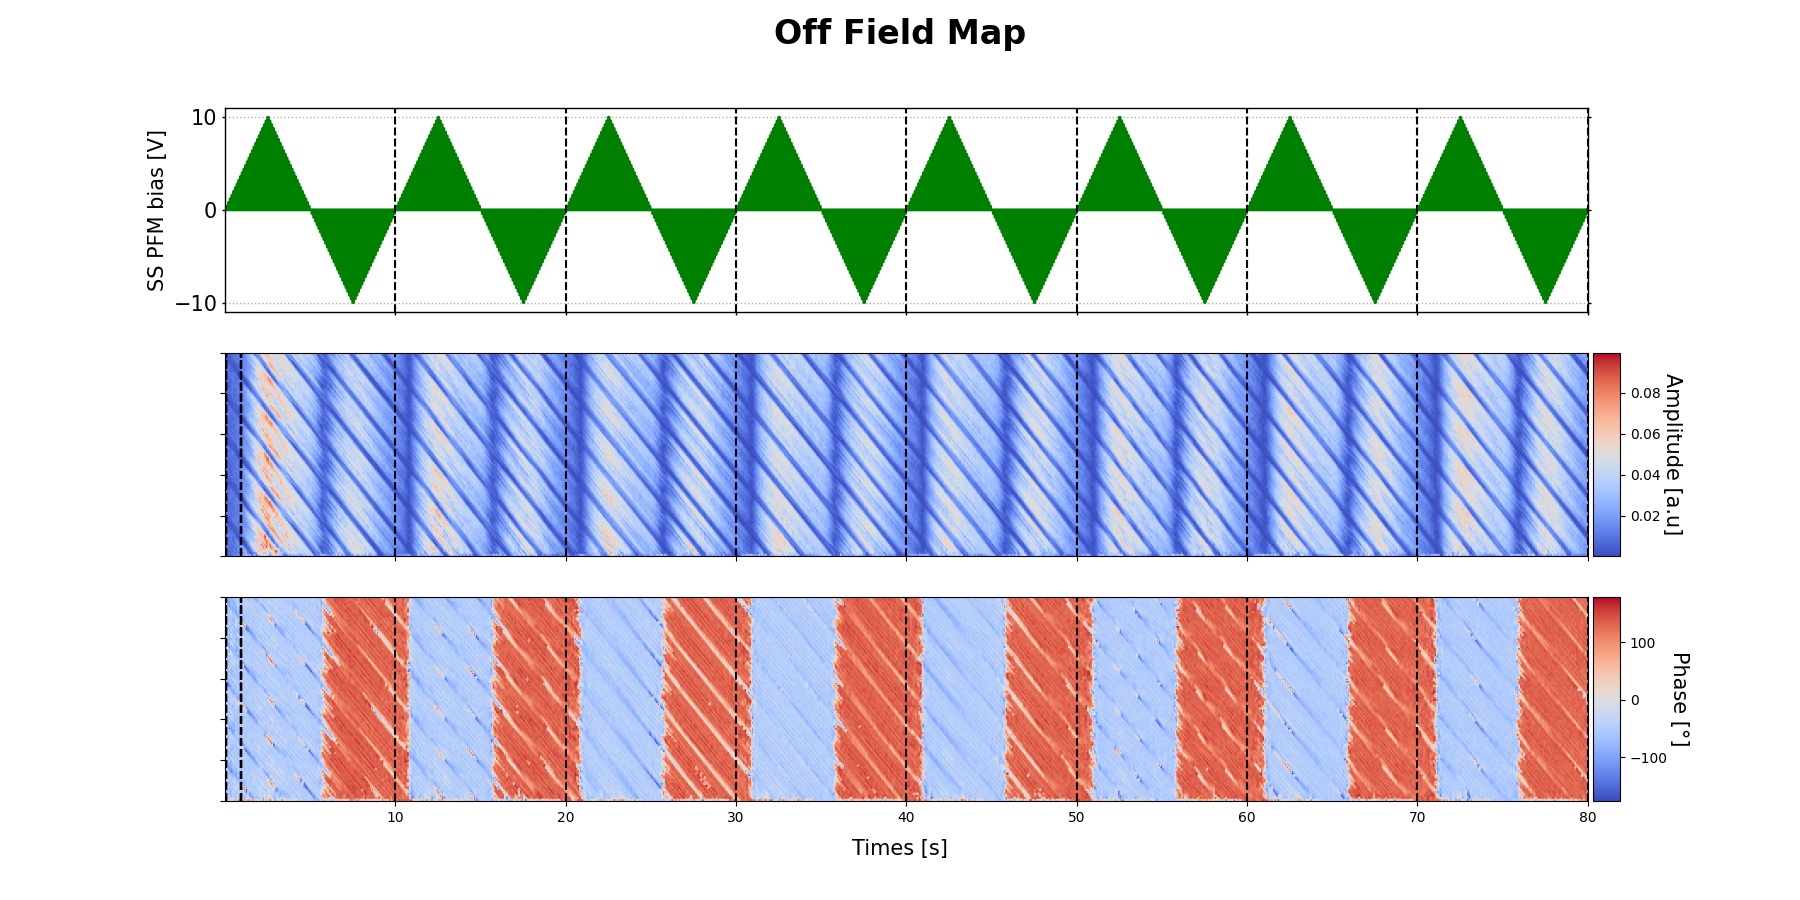 Off Field Map
SS PFM bias [V]
10
0
−10
Amplitude [a.u]
0.08
0.06
0.04
0.02
Phase [°]
100
0
−100
10 20 30 40 50 60 70 80
Times [s]